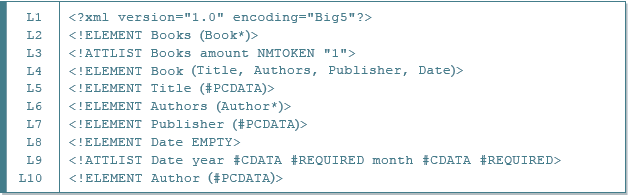 L1 <?xml version="1.0" encoding="Big5"?>
L2 <!ELEMENT Books (Book*)>
L3 <!ATTLIST Books amount NMTOKEN "1">
L4 <!ELEMENT Book (Title, Authors, Publisher, Date)>
L5 <!ELEMENT Title (#PCDATA)>
L6 <!ELEMENT Authors (Author*)>
L7 <!ELEMENT Publisher (#PCDATA)>
L8 <!ELEMENT Date EMPTY>
L9 <!ATTLIST Date year #CDATA #REQUIRED month #CDATA #REQUIRED>
L10 <!ELEMENT Author (#PCDATA)>